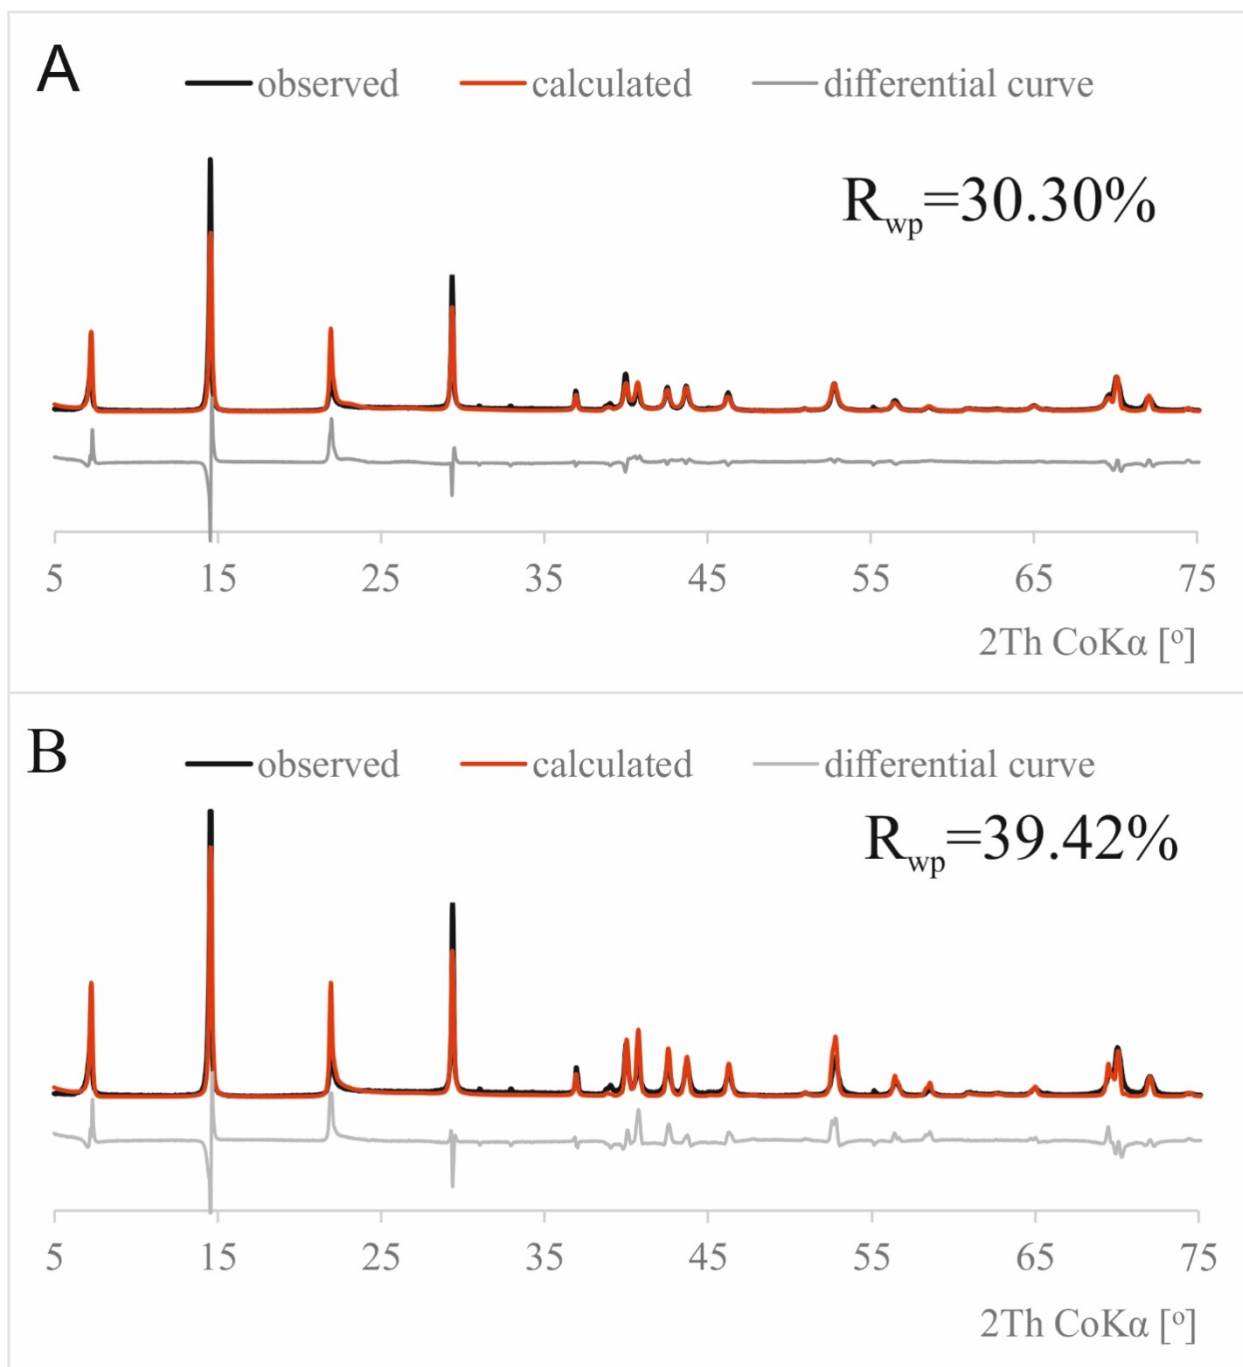 A
observed calculated differential curve
Rwp=30.30%
5 15 25 35 45 55 65 75
2Th CoKα [º]
B
observed calculated differential curve
Rwp=39.42%
5 15 25 35 45 55 65 75
2Th CoKα [º]